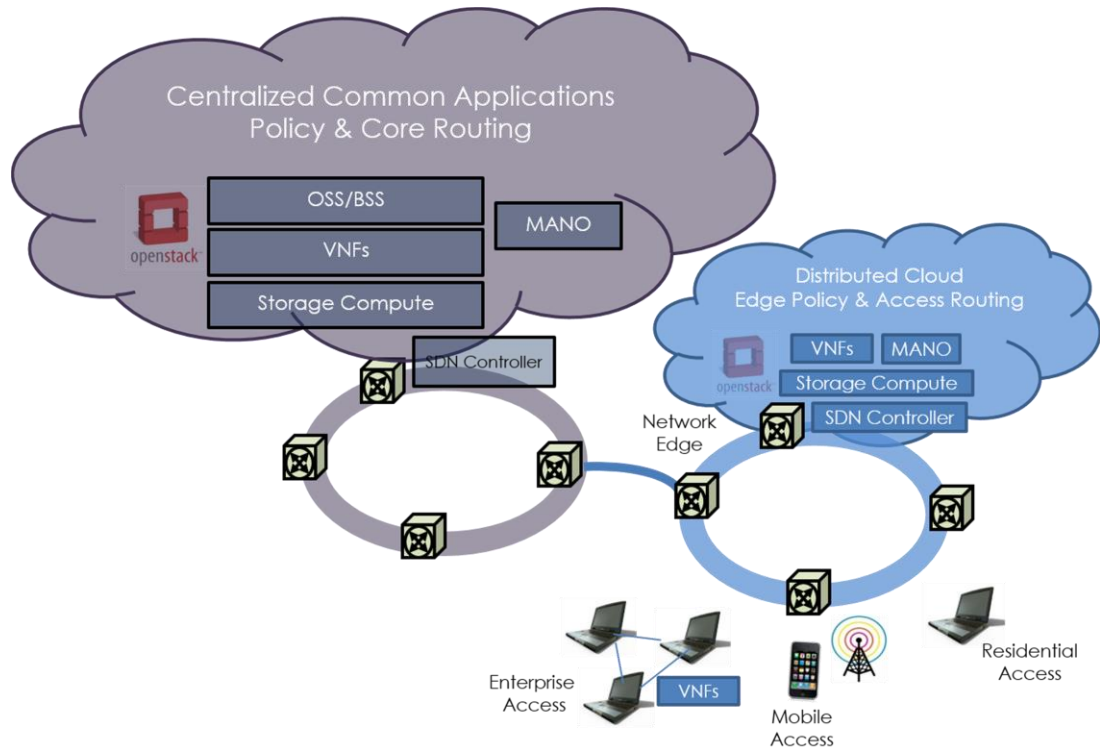 Centralized Common Applications
Policy & Core Routing
openstack™
OSS/BSS
MANO
VNFs
Storage Compute
SDN Controller
Distributed Cloud
Edge Policy & Access Routing
openstack
VNFs
MANO
Storage Compute
SDN Controller
Network
Edge
Enterprise
Access
VNFs
Mobile
Access
Residential
Access